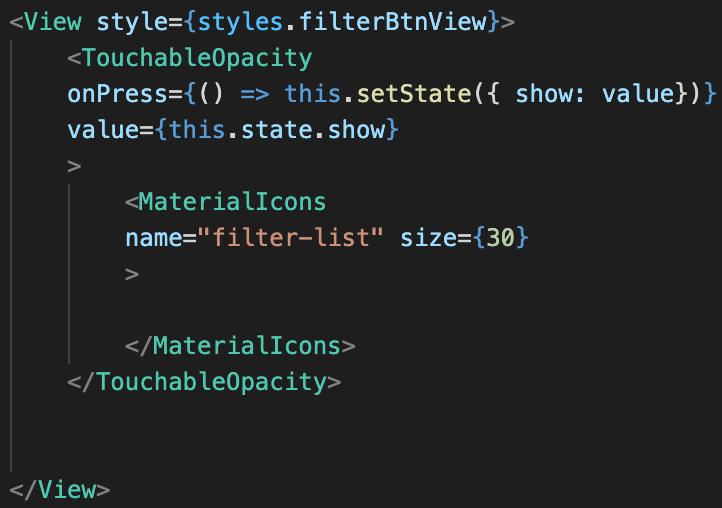 <View style={styles.filterBtnView}>
<TouchableOpacity
onPress={() => this.setState({ show: value})}
value={this.state.show}
>
<MaterialIcons
name="filter-list" size={30}
>
</MaterialIcons>
</TouchableOpacity>
</View>